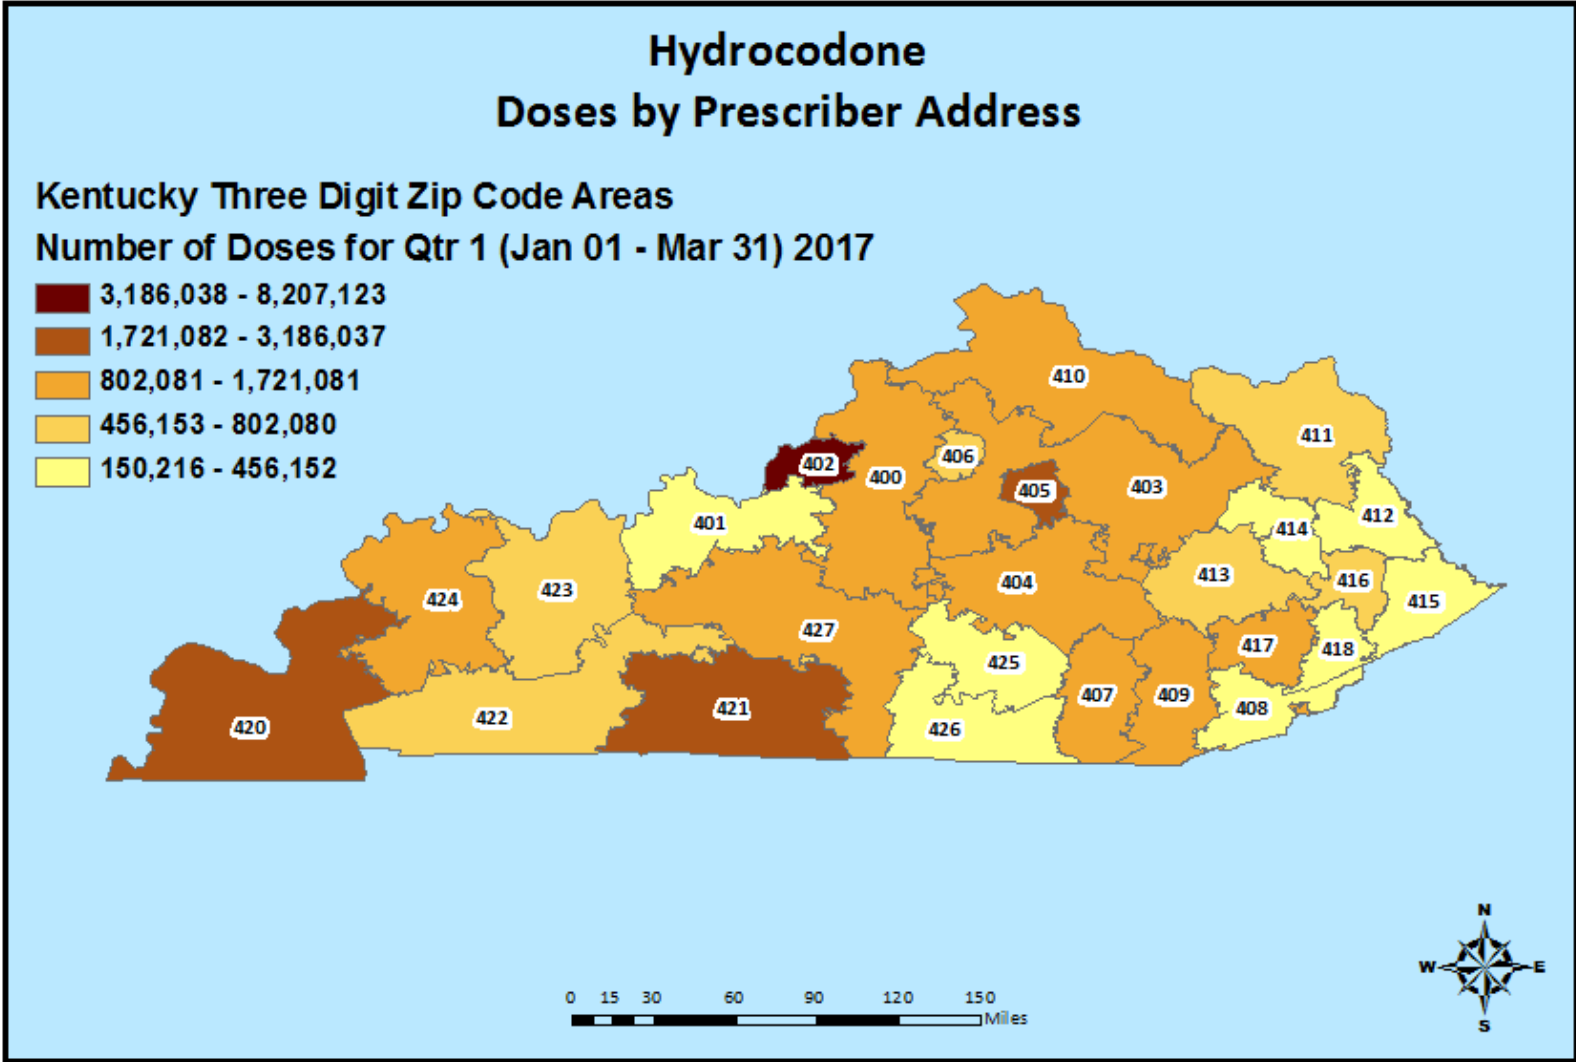 Hydrocodone
Doses by Prescriber Address
Kentucky Three Digit Zip Code Areas
Number of Doses for Qtr 1 (Jan 01 - Mar 31) 2017
3,186,038 - 8,207,123
1,721,082 - 3,186,037
802,081 - 1,721,081
456,153 - 802,080
150,216 - 456,152
410
411
402
406
400
405
403
401
414
412
404
413
416
415
424
423
427
425
417
418
407
409
408
420
422
421
426
N
W E
S
0 15 30 60 90 120 150
Miles